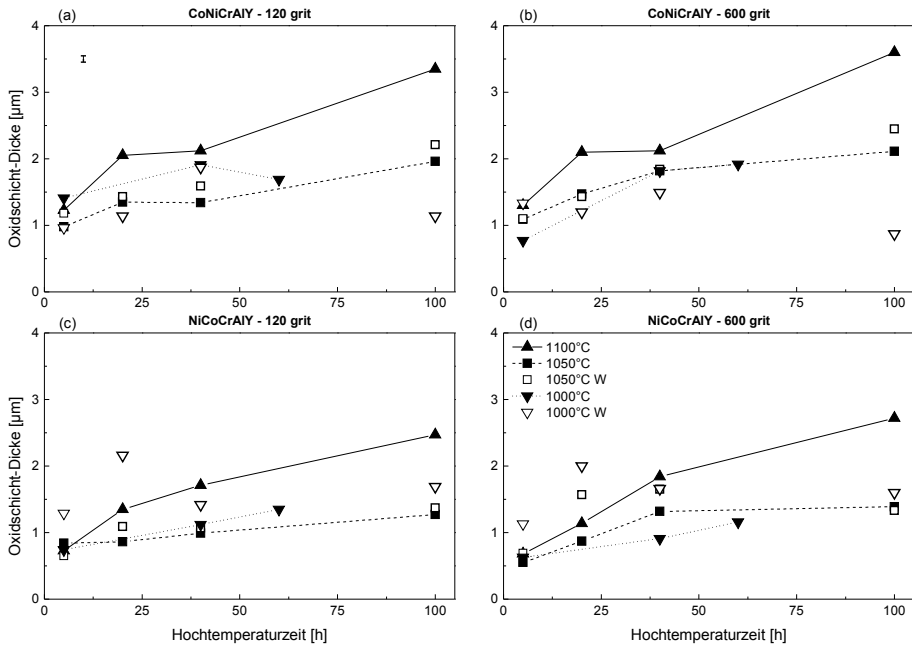 (a) CoNiCrAlY - 120 grit
(b) CoNiCrAlY - 600 grit
Oxidschicht-Dicke [µm]
4
3
2
1
0
0 25 50 75 100
4
3
2
1
0
0 25 50 75 100
(c) NiCoCrAlY - 120 grit
(d) NiCoCrAlY - 600 grit
1100°C
1050°C
1050°C W
1000°C
1000°C W
Oxidschicht-Dicke [µm]
4
3
2
1
0
0 25 50 75 100
Hochtemperaturzeit [h]
4
3
2
1
0
0 25 50 75 100
Hochtemperaturzeit [h]